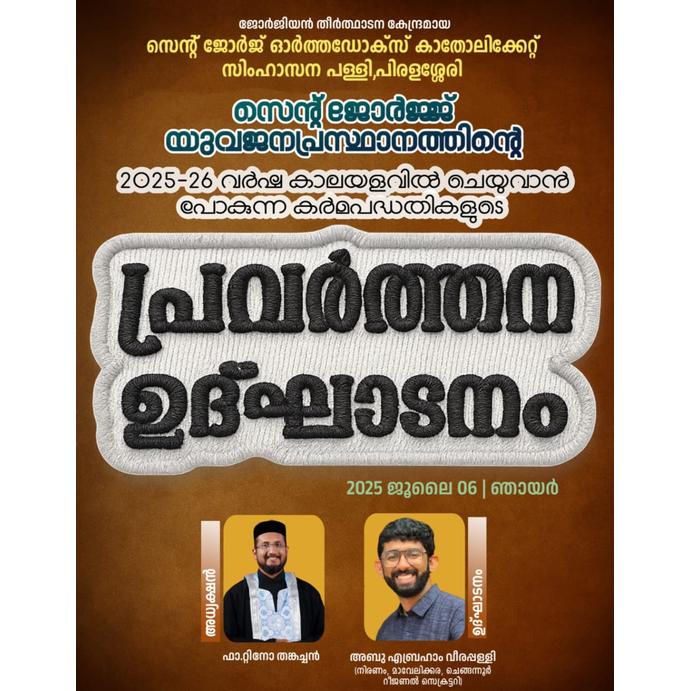 ജോർജിയൻ തീർത്ഥാടന കേന്ദ്രമായ
സെന്റ് ജോർജ് ഓർത്തഡോക്സ് കാതോലിക്കേറ്റ്
സിംഹാസന പള്ളി,പിരളശ്ശേരി
സെന്റ് ജോർജ്ജ്
യുവജനപ്രസ്ഥാനത്തിന്റെ
2025-26 വർഷ കാലയളവിൽ ചെയുവാൻ
പോകുന്ന കർമപദ്ധതികളുടെ
പ്രവർത്തന
ഉദ്ഘാടനം
2025 ജൂലൈ 06 | ഞായർ
അധ്യക്ഷൻ
ഫാ.റ്റിനോ തങ്കച്ചൻ
ഉദ്ഘാടനം
അബു എബ്രഹാം വീരപ്പള്ളി
(നിരണം, മാവേലിക്കര, ചെങ്ങന്നൂർ
റീജണൽ സെക്രട്ടറി)